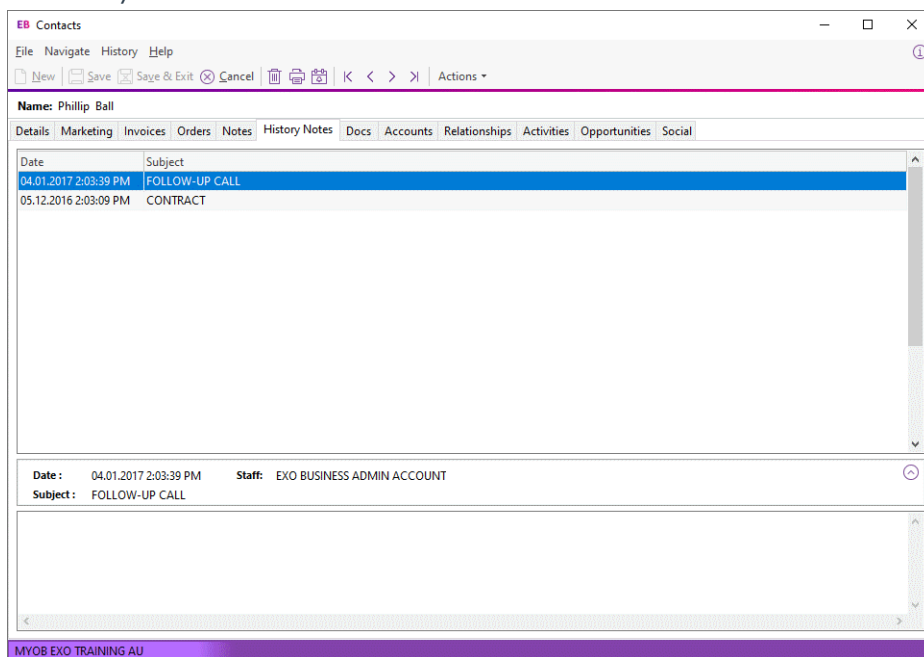 EB Contacts
File Navigate History Help
New Save Save & Exit Cancel Actions
Name: Phillip Ball
Details Marketing Invoices Orders Notes History Notes Docs Accounts Relationships Activities Opportunities Social
Date Subject
04.01.2017 2:03:39 PM FOLLOW-UP CALL
05.12.2016 2:03:09 PM CONTRACT
Date : 04.01.2017 2:03:39 PM Staff: EXO BUSINESS ADMIN ACCOUNT
Subject : FOLLOW-UP CALL
MYOB EXO TRAINING AU